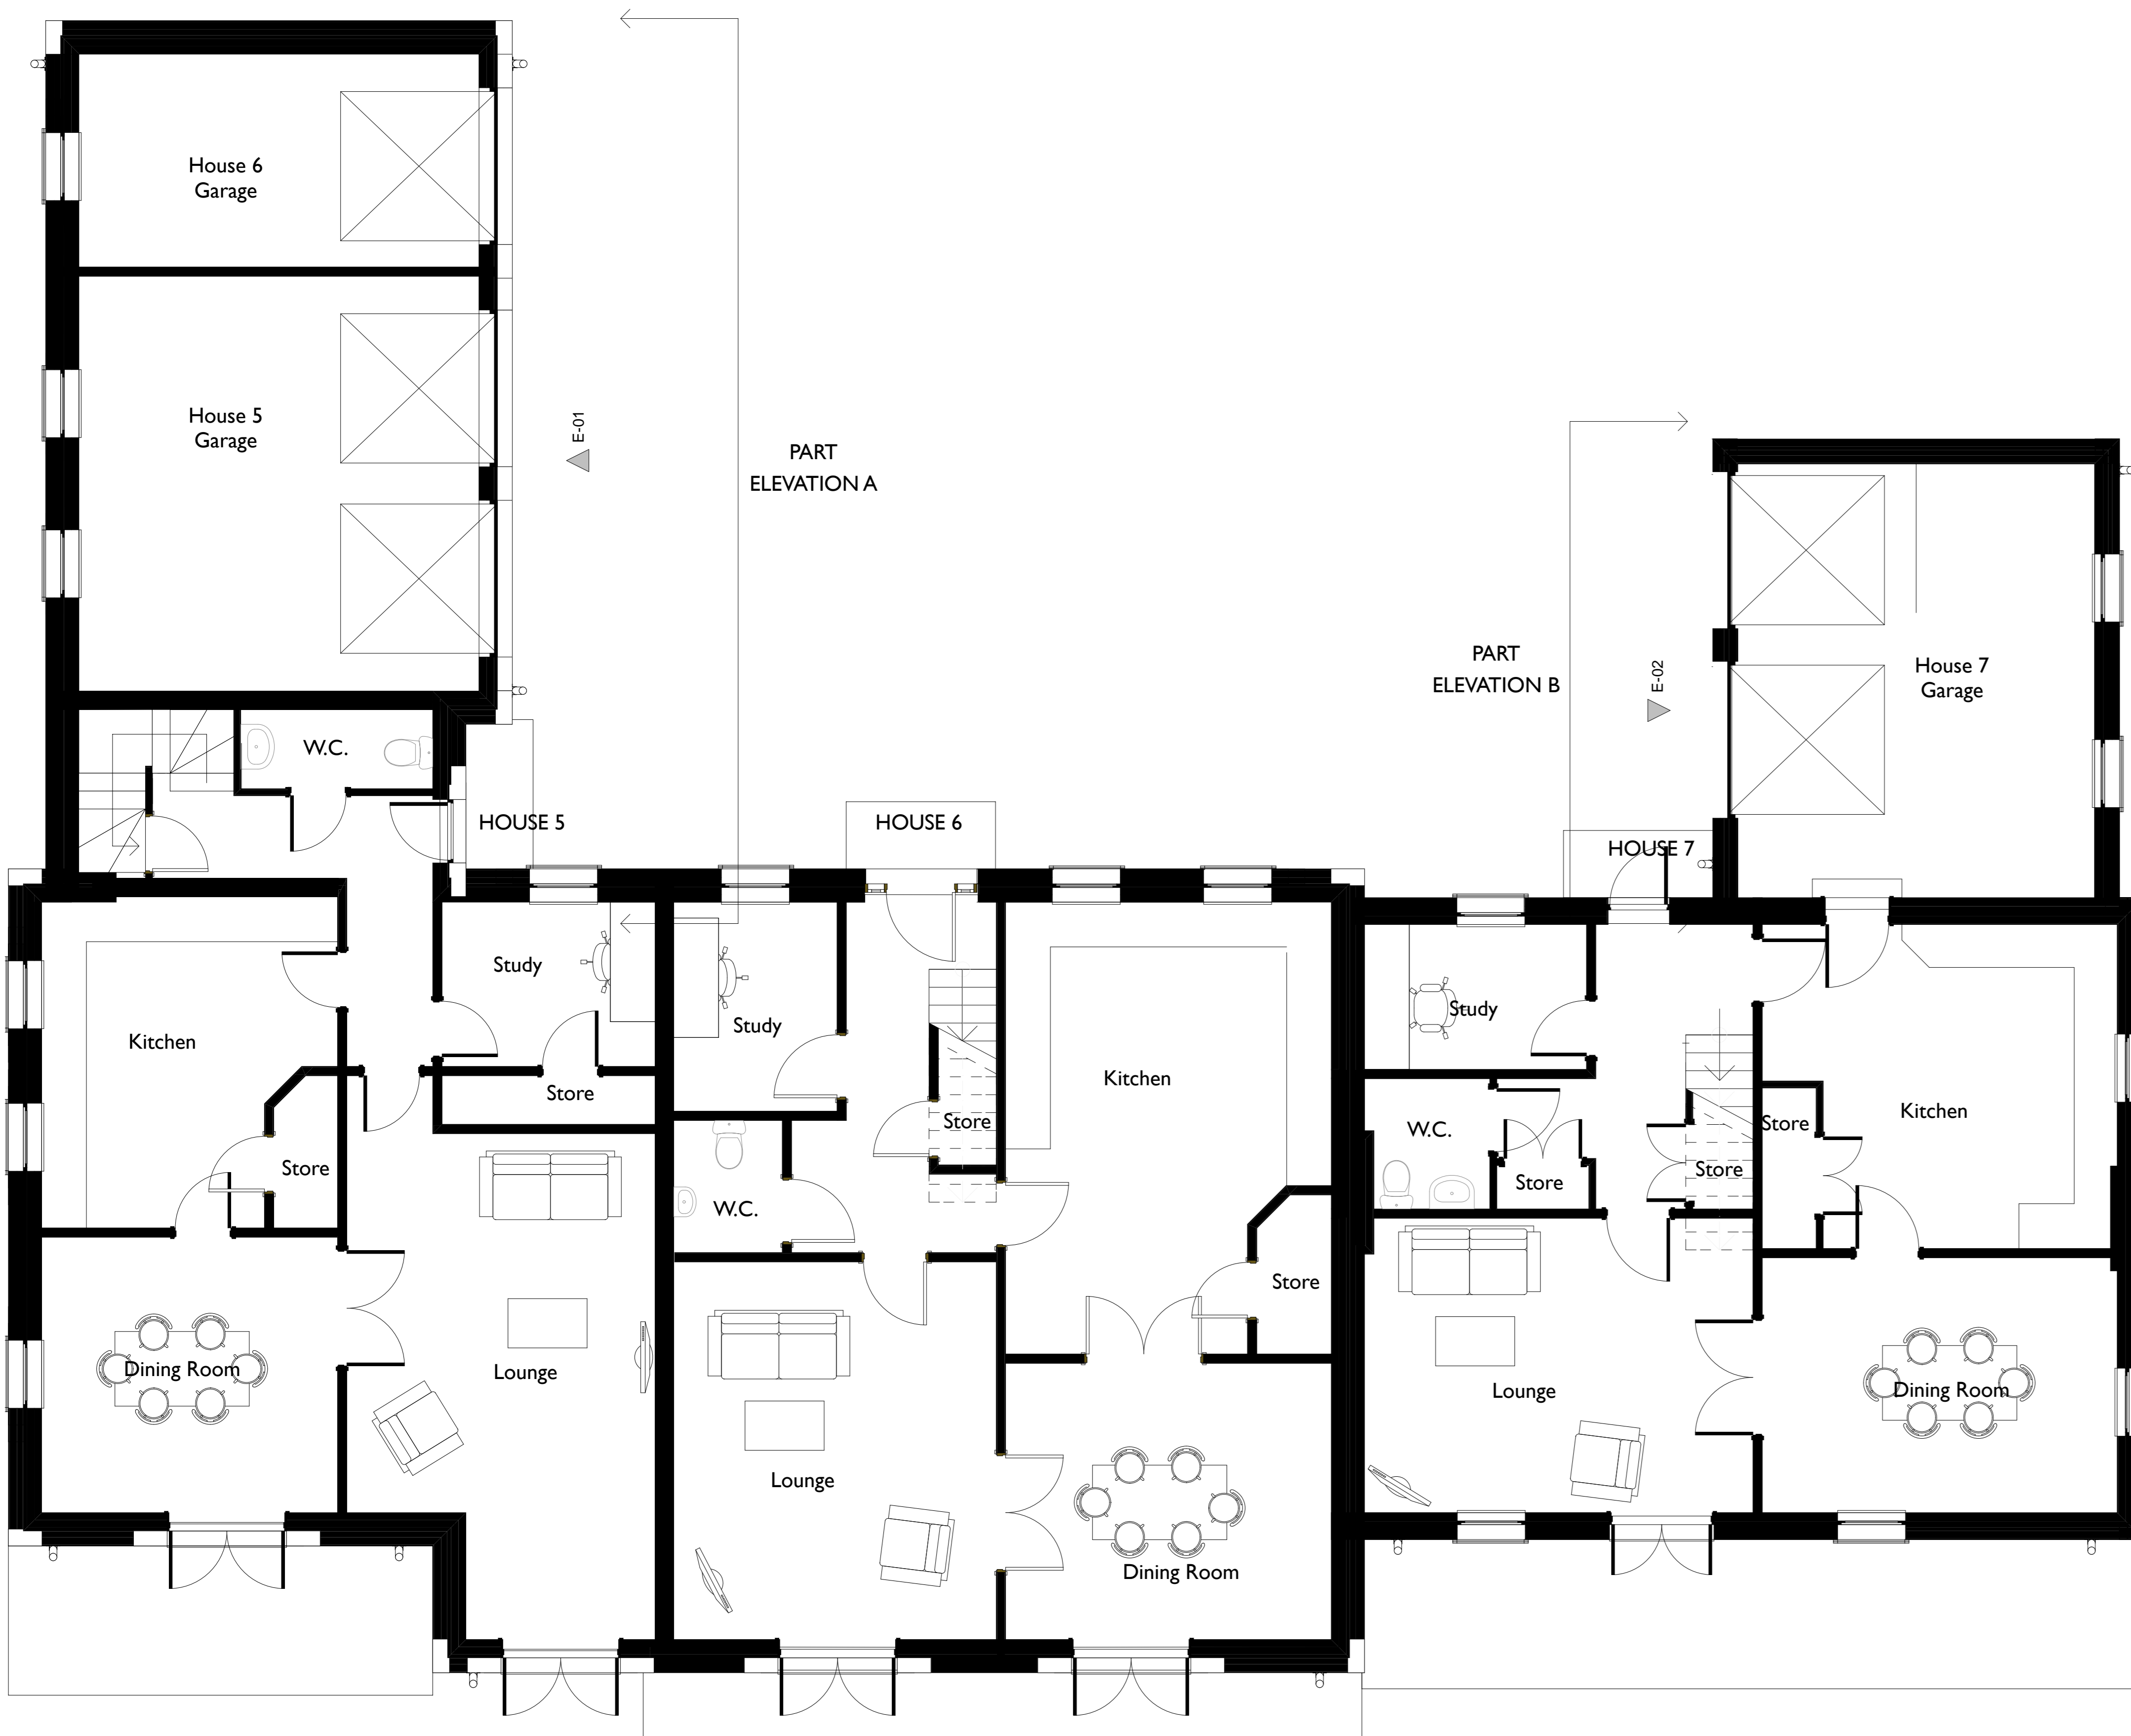 House 6
Garage
House 5
Garage
E-01
PART
ELEVATION A
PART
ELEVATION B
E-02
House 7
Garage
W.C.
HOUSE 5
HOUSE 6
HOUSE 7
Study
Study
Study
Kitchen
Kitchen
Kitchen
Store
Store
Store
W.C.
Store
Store
Store
W.C.
Store
Dining Room
Lounge
Store
Lounge
Dining Room
Lounge
Dining Room